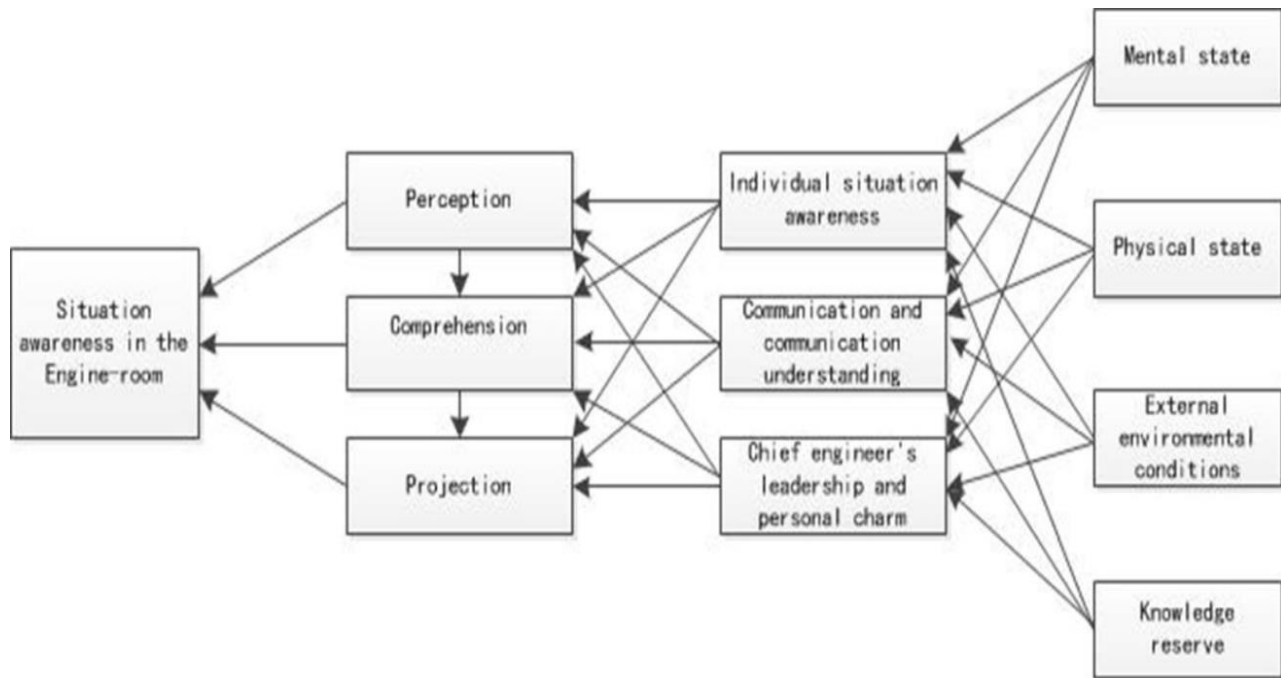 Situation
awareness in the
Engine-room
Perception
Comprehension
Projection
Individual situation
awareness
Communication and
communication
understanding
Chief engineer's
leadership and
personal charm
Mental state
Physical state
External
environmental
conditions
Knowledge
reserve